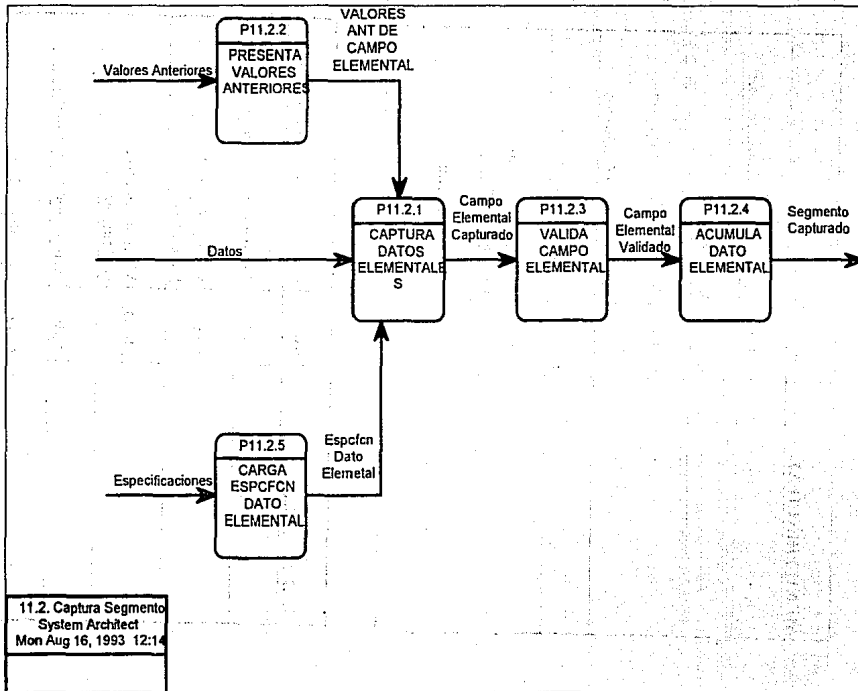 P11.2.2
PRESENTA
VALORES
ANTERIORES
VALORES
ANT DE
CAMPO
ELEMENTAL
Valores Anteriores
P11.2.1
CAPTURA
DATOS
ELEMENTALE
S
Campo
Elemental
Capturado
P11.2.3
VALIDA
CAMPO
ELEMENTAL
Campo
Elemental
Validado
P11.2.4
ACUMULA
DATO
ELEMENTAL
Segmento
Capturado
Datos
P11.2.5
CARGA
ESPCFCN
DATO
ELEMENTAL
Espcfcn
Dato
Elemetal
Especificaciones
11.2. Captura Segmento
System Architect
Mon Aug 16, 1993 12:14